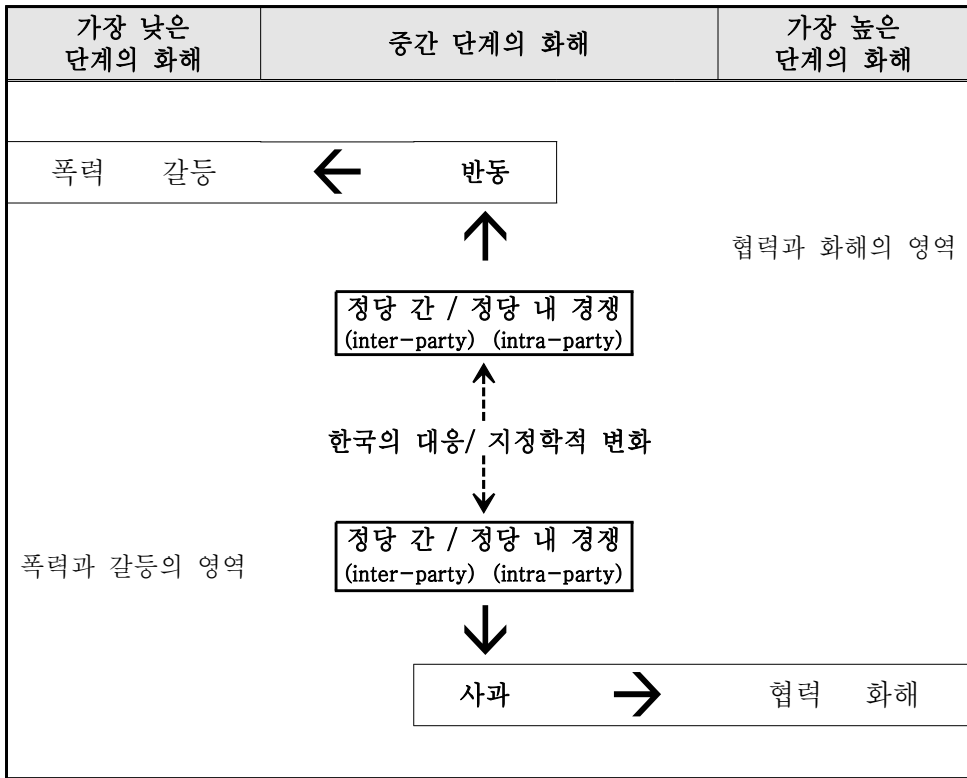 가장 낮은
단계의 화해
중간 단계의 화해
가장 높은
단계의 화해
폭력 갈등 ← 반동
협력과 화해의 영역
정당 간 / 정당 내 경쟁
(inter-party) (intra-party)
한국의 대응/ 지정학적 변화
정당 간 / 정당 내 경쟁
(inter-party) (intra-party)
폭력과 갈등의 영역
사과 → 협력 화해